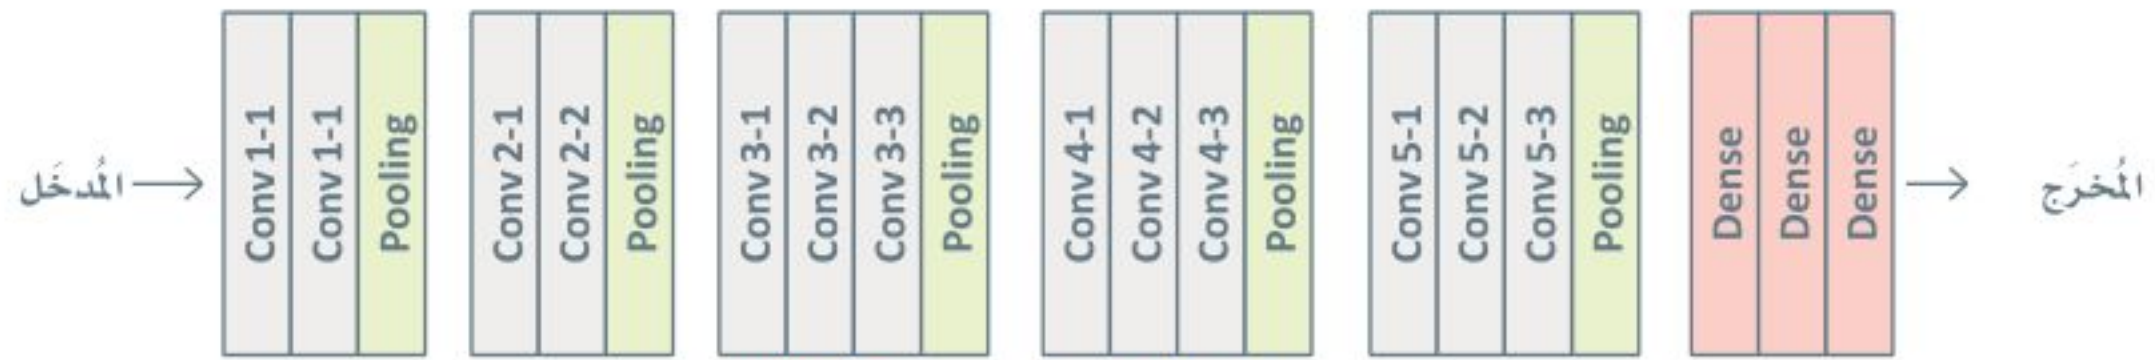 المُدخَل
Conv 1-1
Conv 1-1
Pooling
Conv 2-1
Conv 2-2
Pooling
Conv 3-1
Conv 3-2
Conv 3-3
Pooling
Conv 4-1
Conv 4-2
Conv 4-3
Pooling
Conv 5-1
Conv 5-2
Conv 5-3
Pooling
Dense
Dense
Dense
المُخرَج